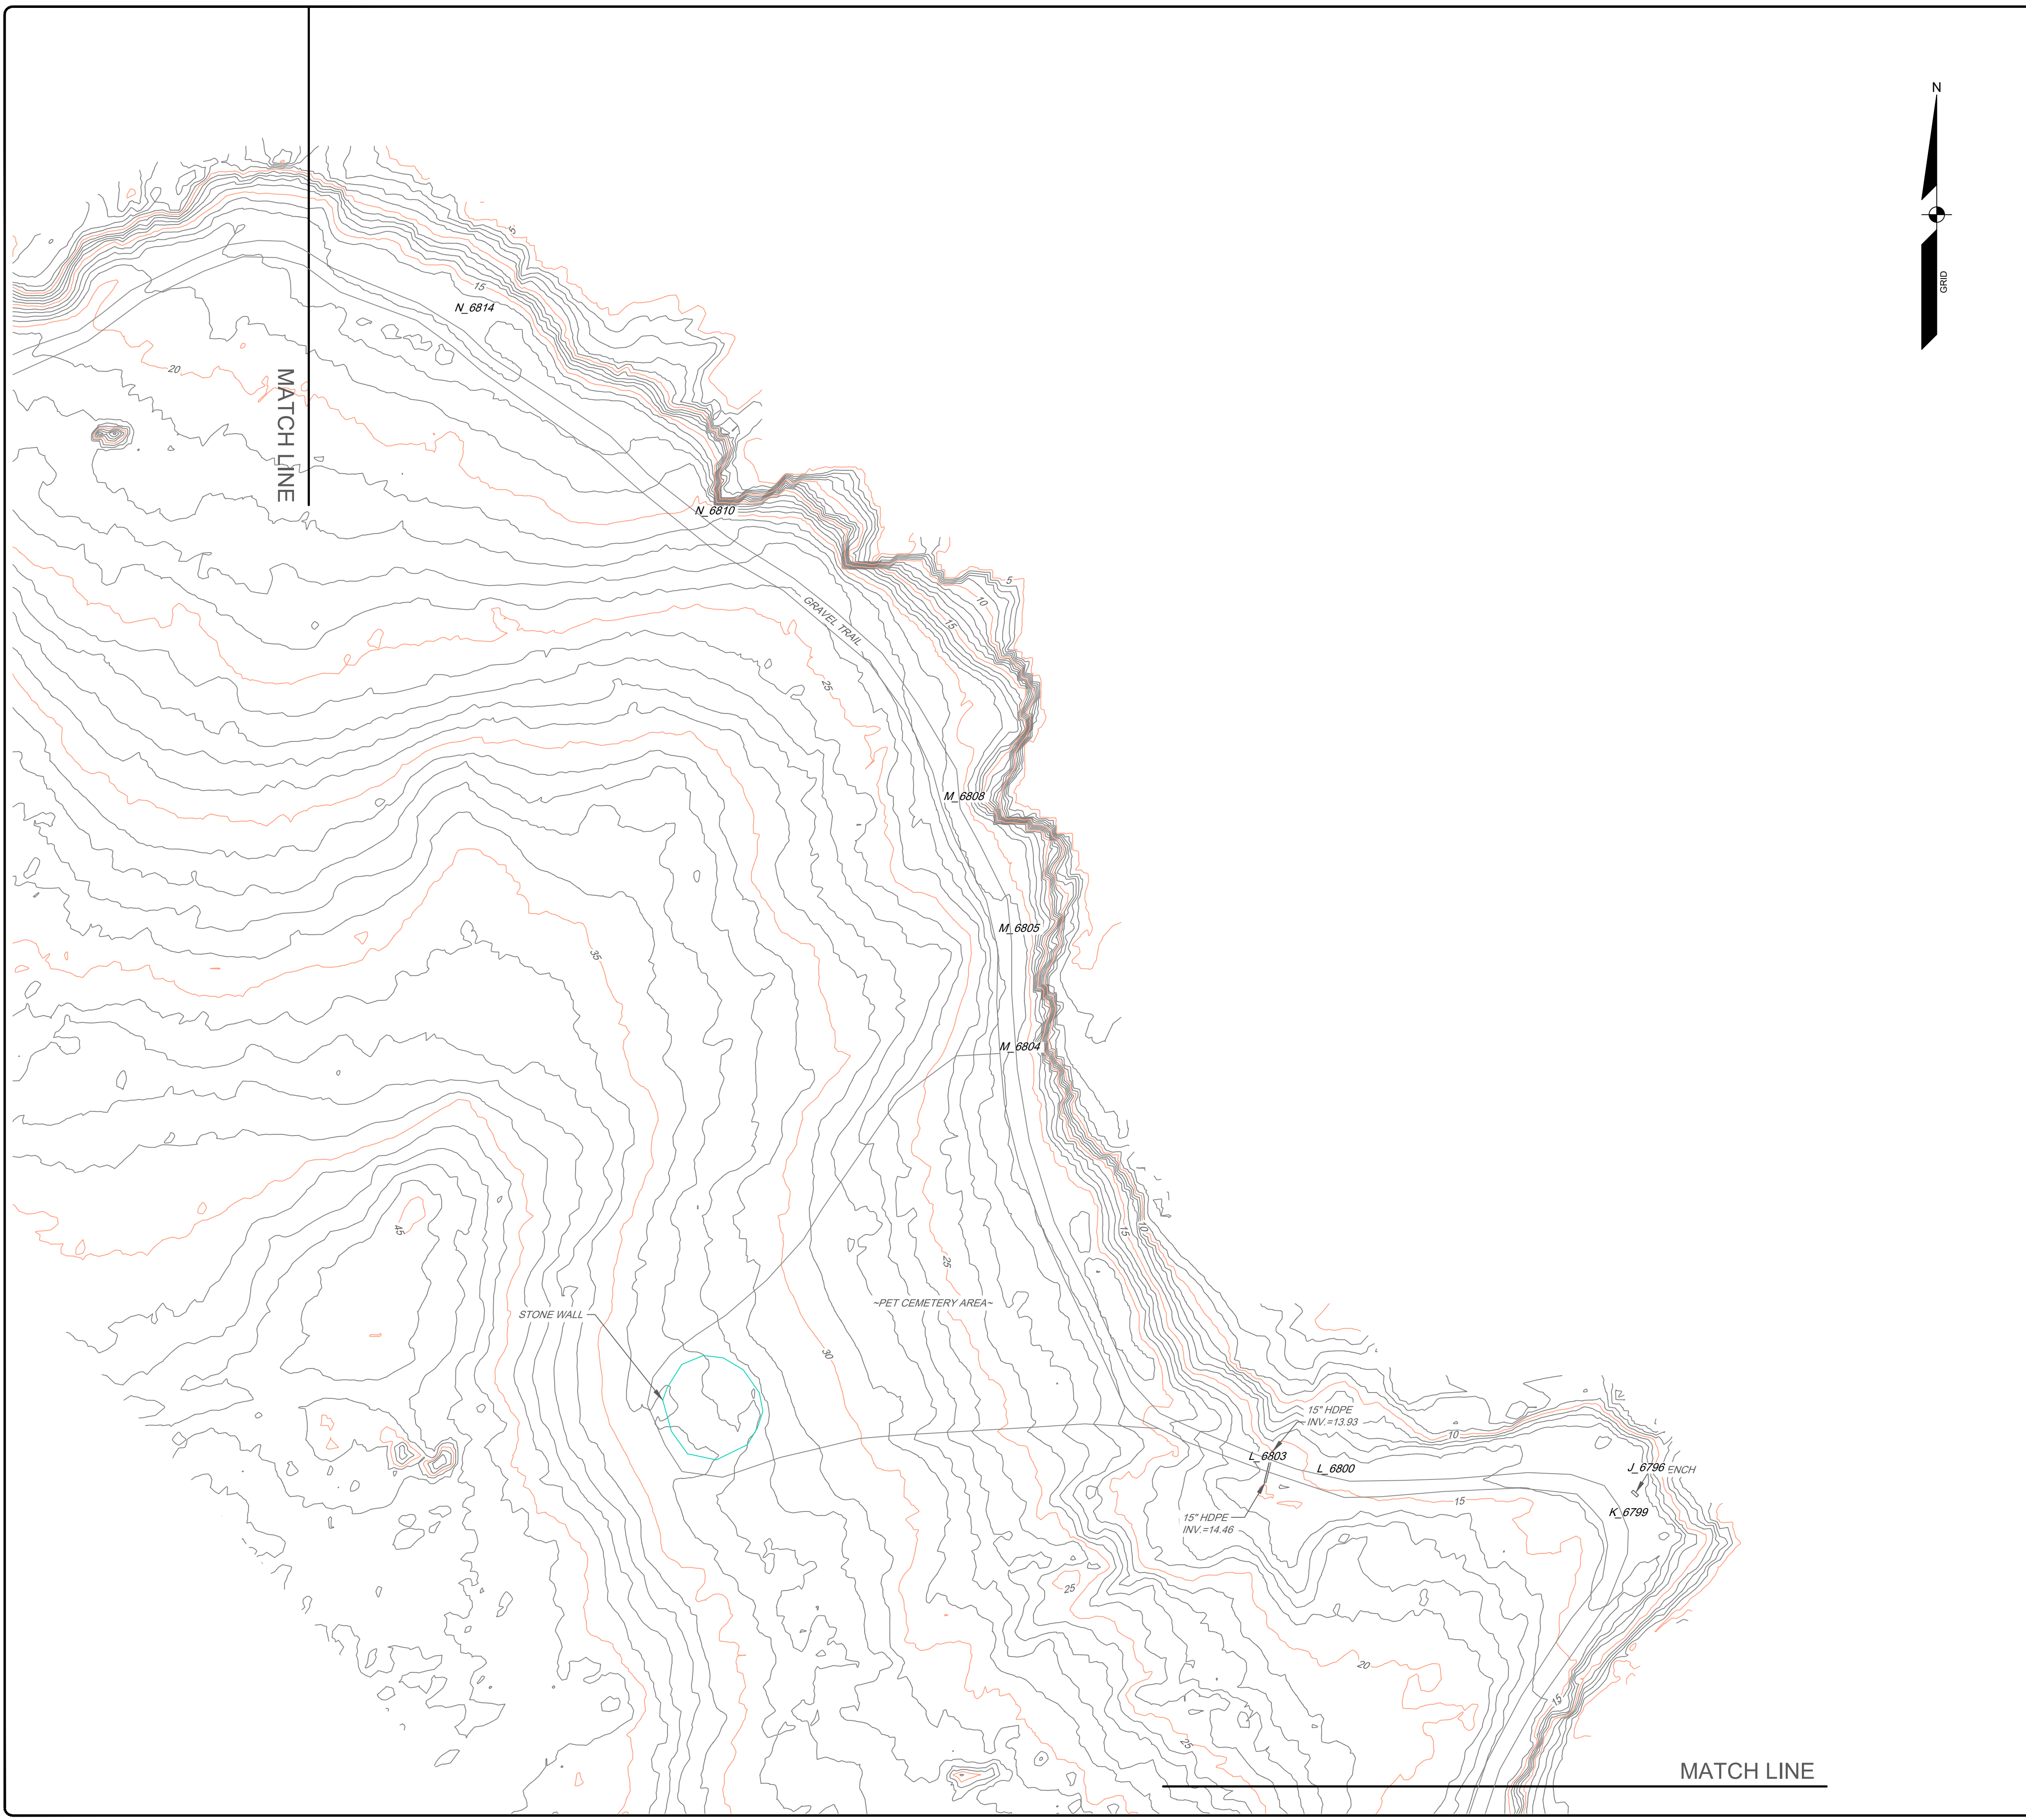 N
GRID
5
15
N_6814
20
MATCH LINE
N_6810
5
10
GRAVEL TRAIL
15
25
M_6808
M_6805
35
M_6804
45
15
10
25
~PET CEMETERY AREA~
STONE WALL
30
15" HDPE
INV.=13.93
10
L_6803
L_6800
J_6796
ENCH
15
15" HDPE
INV.=14.46
K_6799
25
20
15
25
MATCH LINE